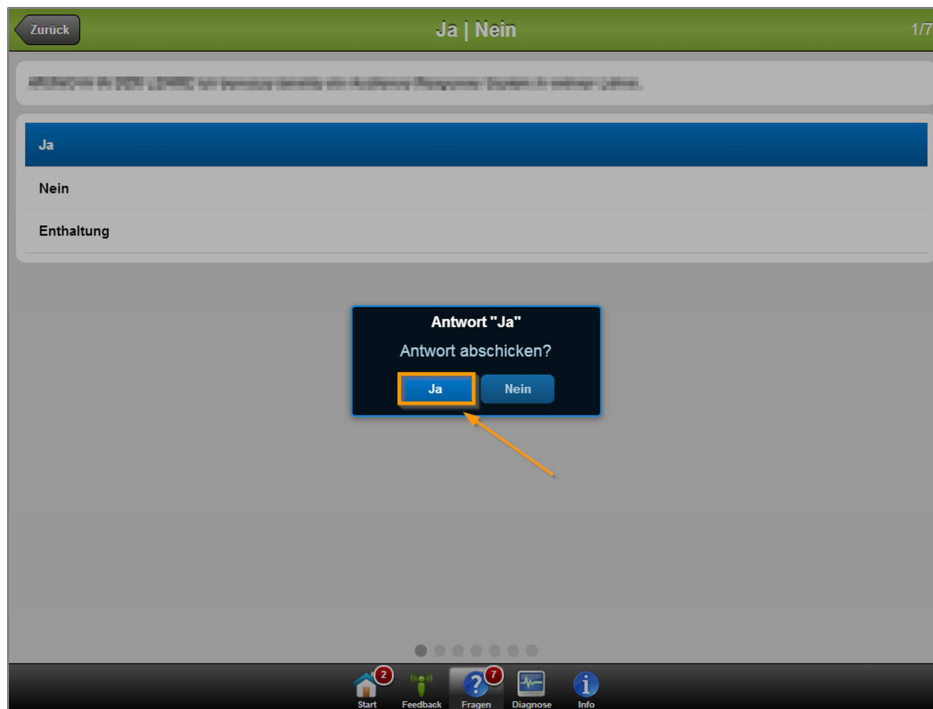 Zurück
Ja | Nein
1/7
Ja
Nein
Enthaltung
Antwort "Ja"
Antwort abschicken?
Ja
Nein
2
7
Start
Feedback
Fragen
Diagnose
Info